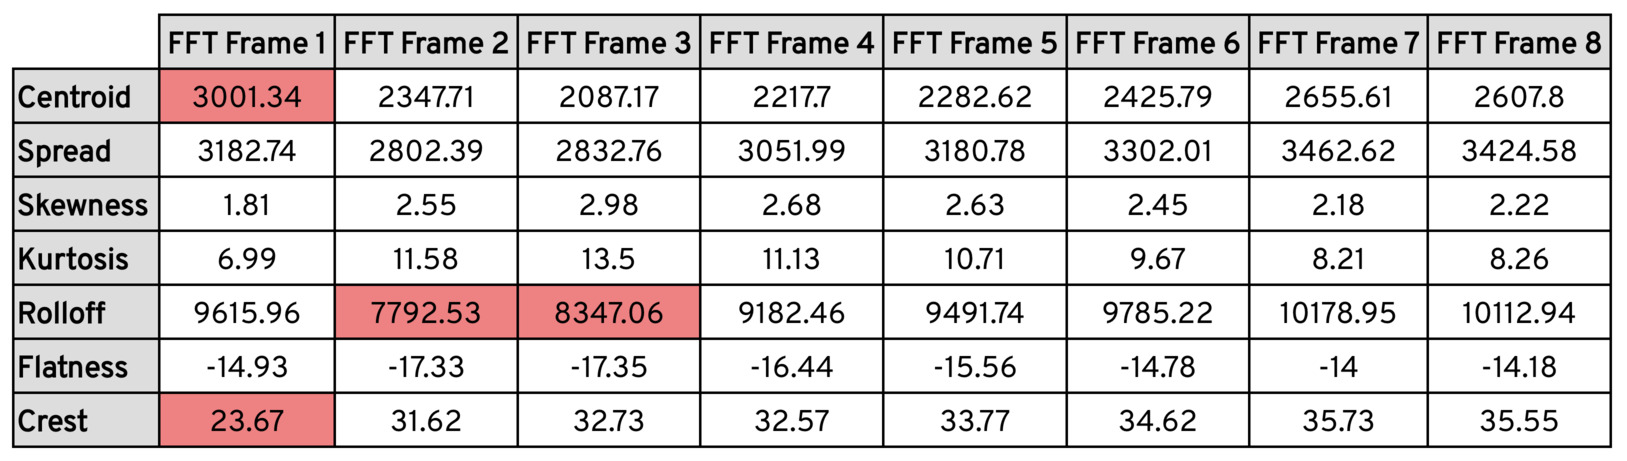 FFT Frame 1 FFT Frame 2 FFT Frame 3 FFT Frame 4 FFT Frame 5 FFT Frame 6 FFT Frame 7 FFT Frame 8
Centroid 3001.34 2347.71 2087.17 2217.7 2282.62 2425.79 2655.61 2607.8
Spread 3182.74 2802.39 2832.76 3051.99 3180.78 3302.01 3462.62 3424.58
Skewness 1.81 2.55 2.98 2.68 2.63 2.45 2.18 2.22
Kurtosis 6.99 11.58 13.5 11.13 10.71 9.67 8.21 8.26
Rolloff 9615.96 7792.53 8347.06 9182.46 9491.74 9785.22 10178.95 10112.94
Flatness -14.93 -17.33 -17.35 -16.44 -15.56 -14.78 -14 -14.18
Crest 23.67 31.62 32.73 32.57 33.77 34.62 35.73 35.55